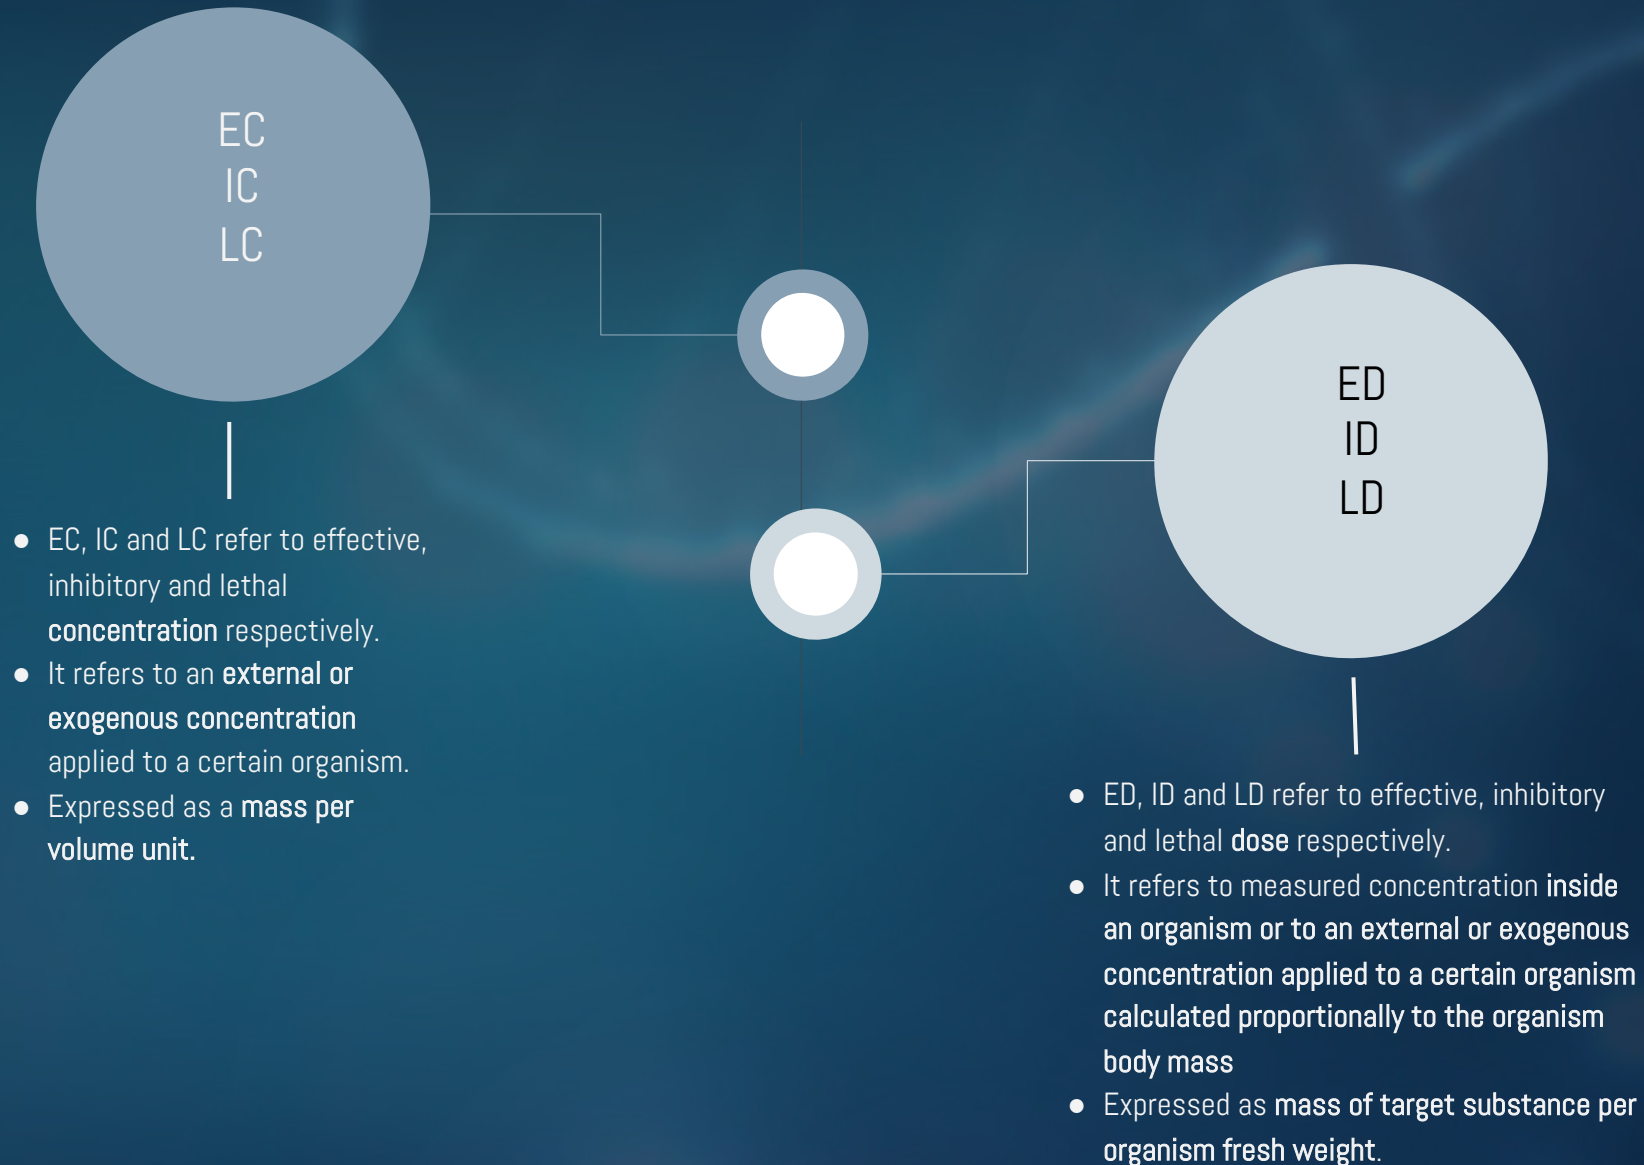 EC
IC
LC
ED
ID
LD
● EC, IC and LC refer to effective,
inhibitory and lethal
concentration respectively.
● It refers to an external or
exogenous concentration
applied to a certain organism.
● Expressed as a mass per
volume unit.
● ED, ID and LD refer to effective, inhibitory
and lethal dose respectively.
● It refers to measured concentration inside
an organism or to an external or exogenous
concentration applied to a certain organism
calculated proportionally to the organism
body mass
● Expressed as mass of target substance per
organism fresh weight.